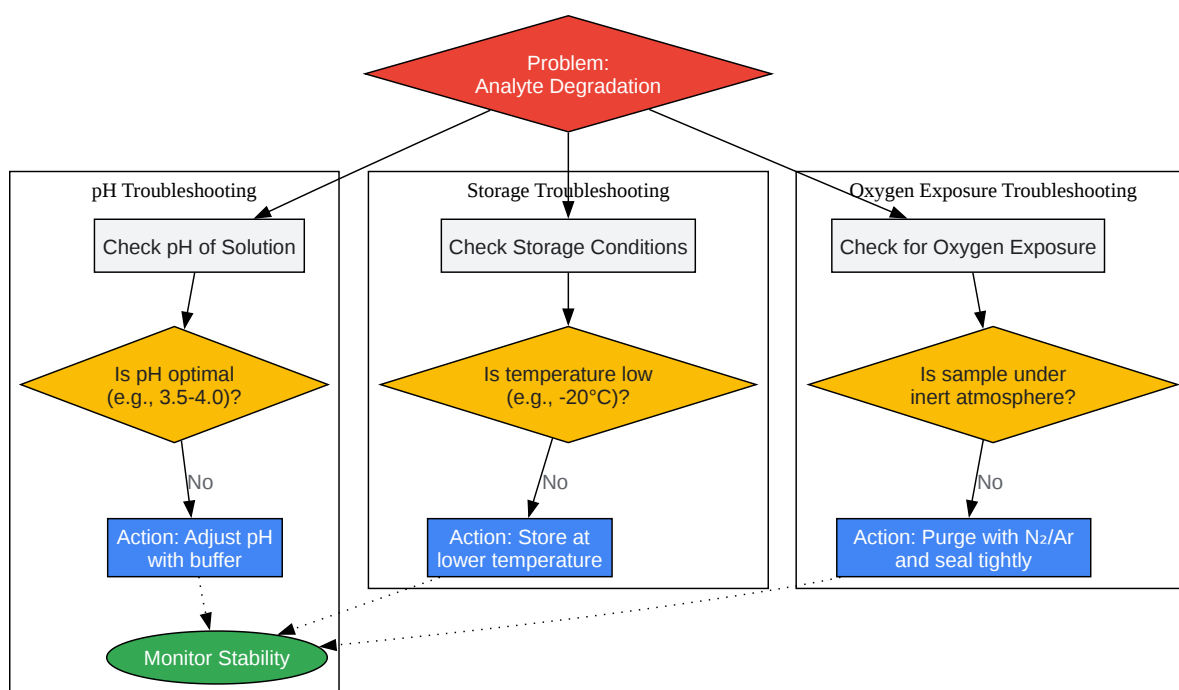 Problem:
Analyte Degradation
pH Troubleshooting
Storage Troubleshooting
Oxygen Exposure Troubleshooting
Check pH of Solution
Check Storage Conditions
Check for Oxygen Exposure
Is pH optimal
(e.g., 3.5-4.0)?
Is temperature low
(e.g., -20°C)?
Is sample under
inert atmosphere?
No
No
No
Action: Adjust pH
with buffer
Action: Store at
lower temperature
Action: Purge with N₂/Ar
and seal tightly
Monitor Stability